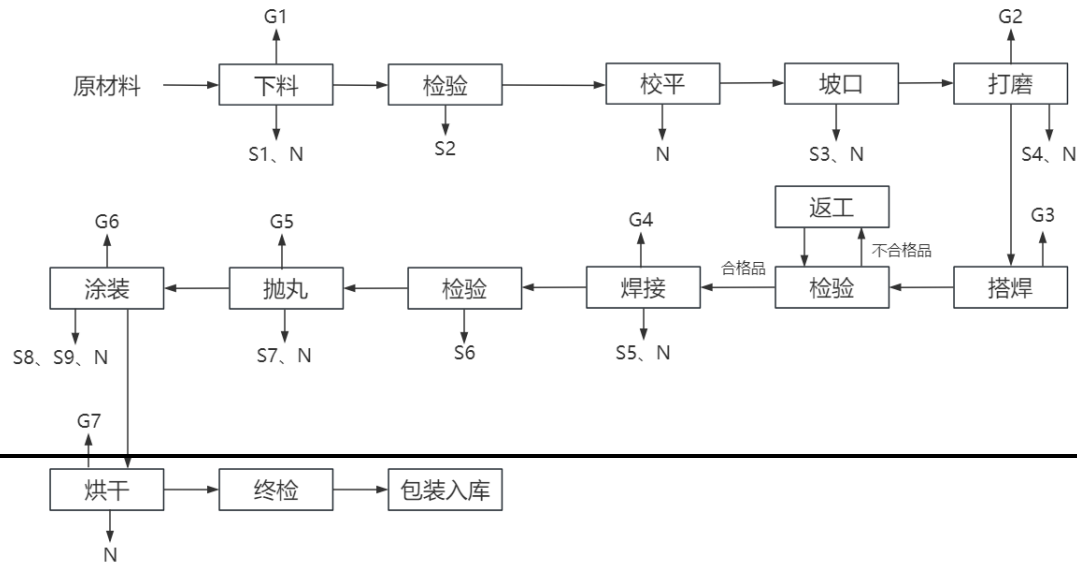 G1
G2
原材料
下料
检验
校平
坡口
打磨
S1、N
S2
N
S3、N
S4、N
返工
G6
G5
G4
G3
不合格品
合格品
涂装
抛丸
检验
焊接
检验
搭焊
S8、S9、N
S7、N
S6
S5、N
G7
烘干
终检
包装入库
N